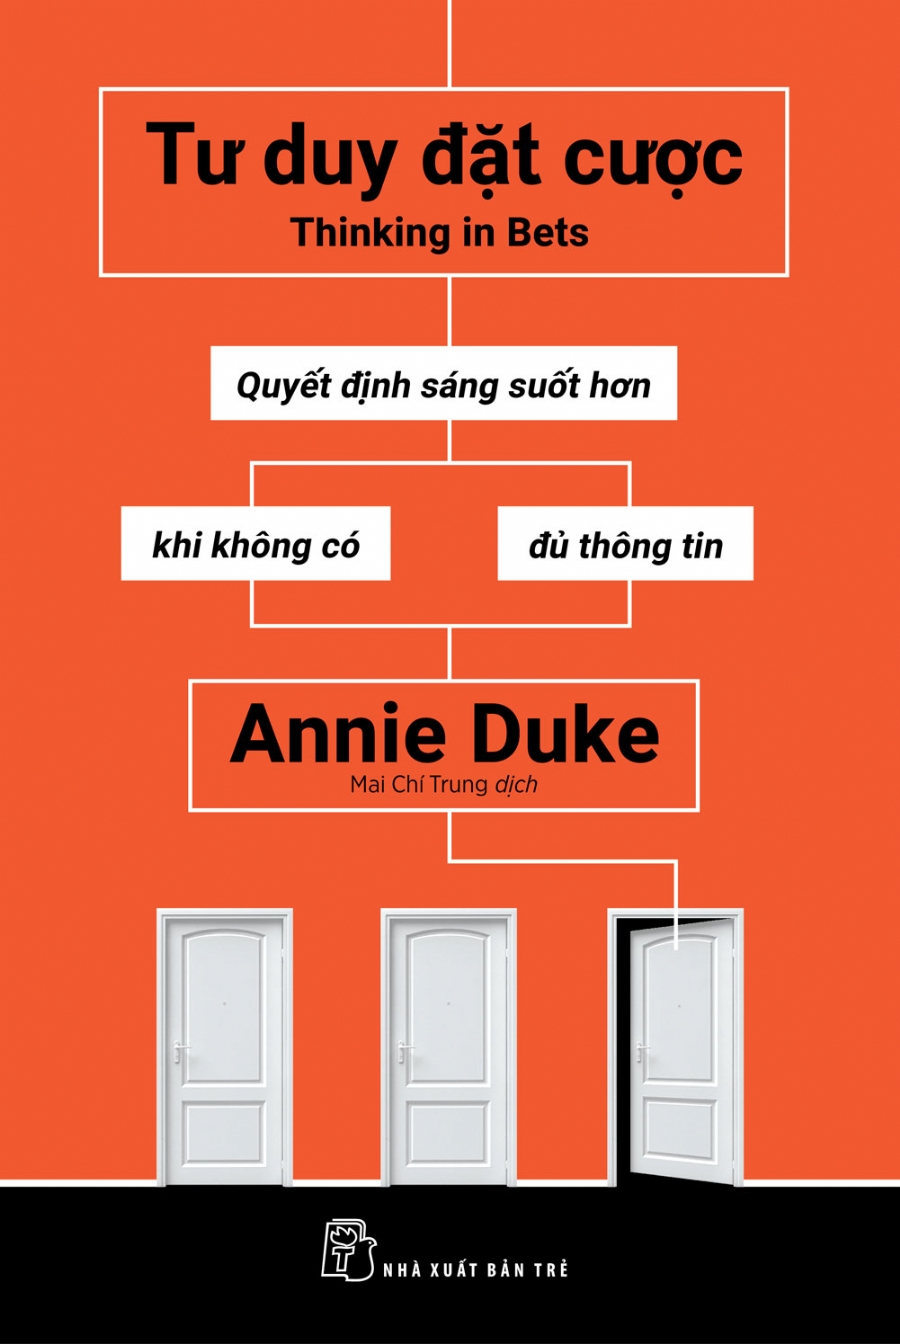 Tư duy đặt cược
Thinking in Bets
Quyết định sáng suốt hơn
khi không có
đủ thông tin
Annie Duke
Mai Chí Trung dịch
T
NHÀ XUẤT BẢN TRẺ